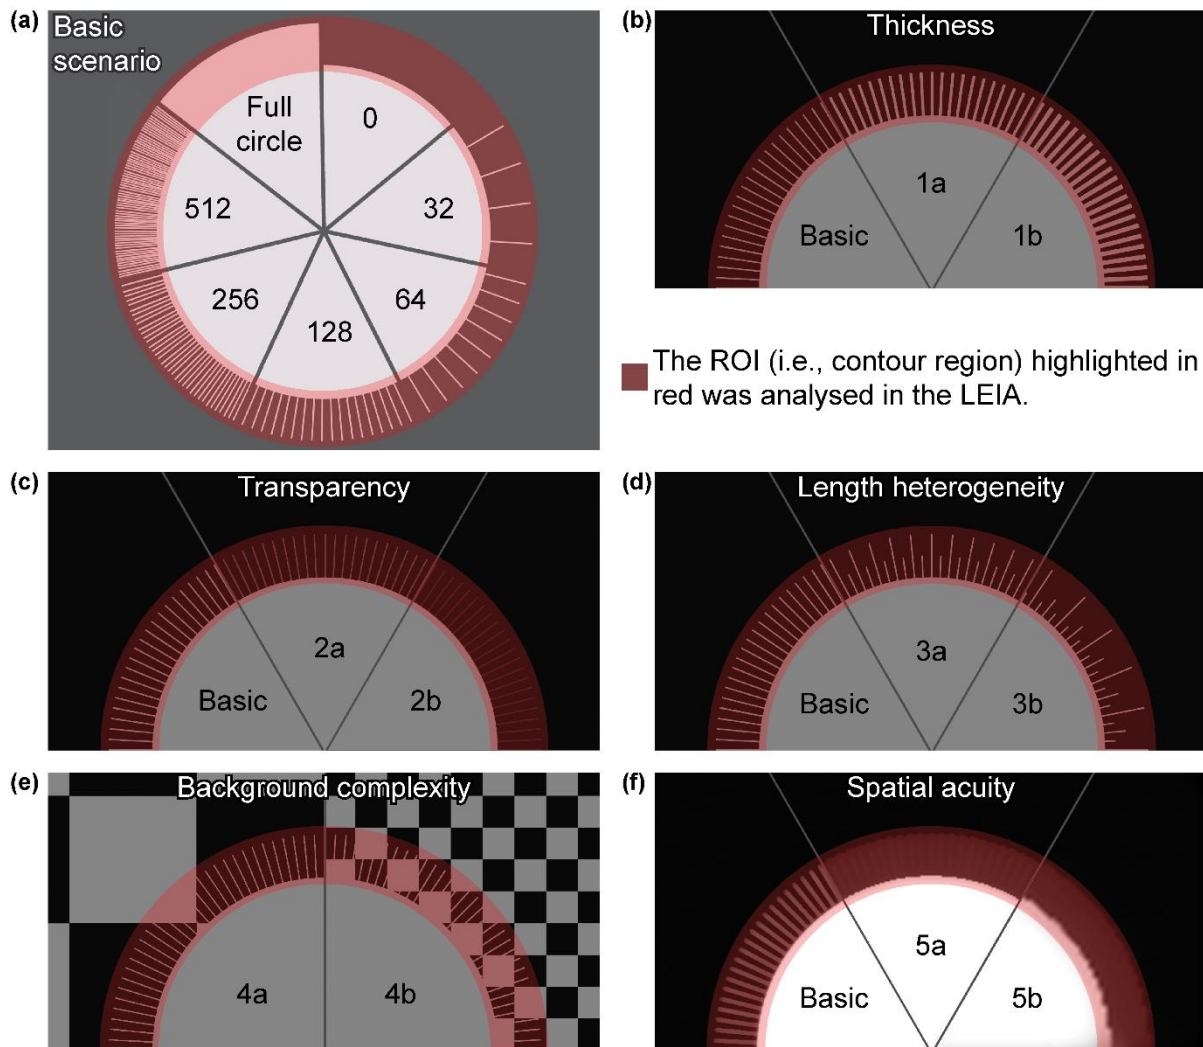 (a)
Basic
scenario
Full
circle
0
32
64
128
256
512
(b)
Thickness
Basic
1a
1b
The ROI (i.e., contour region) highlighted in
red was analysed in the LEIA.
(c)
Transparency
Basic
2a
2b
(d)
Length heterogeneity
Basic
3a
3b
(e)
Background complexity
4a
4b
(f)
Spatial acuity
Basic
5a
5b